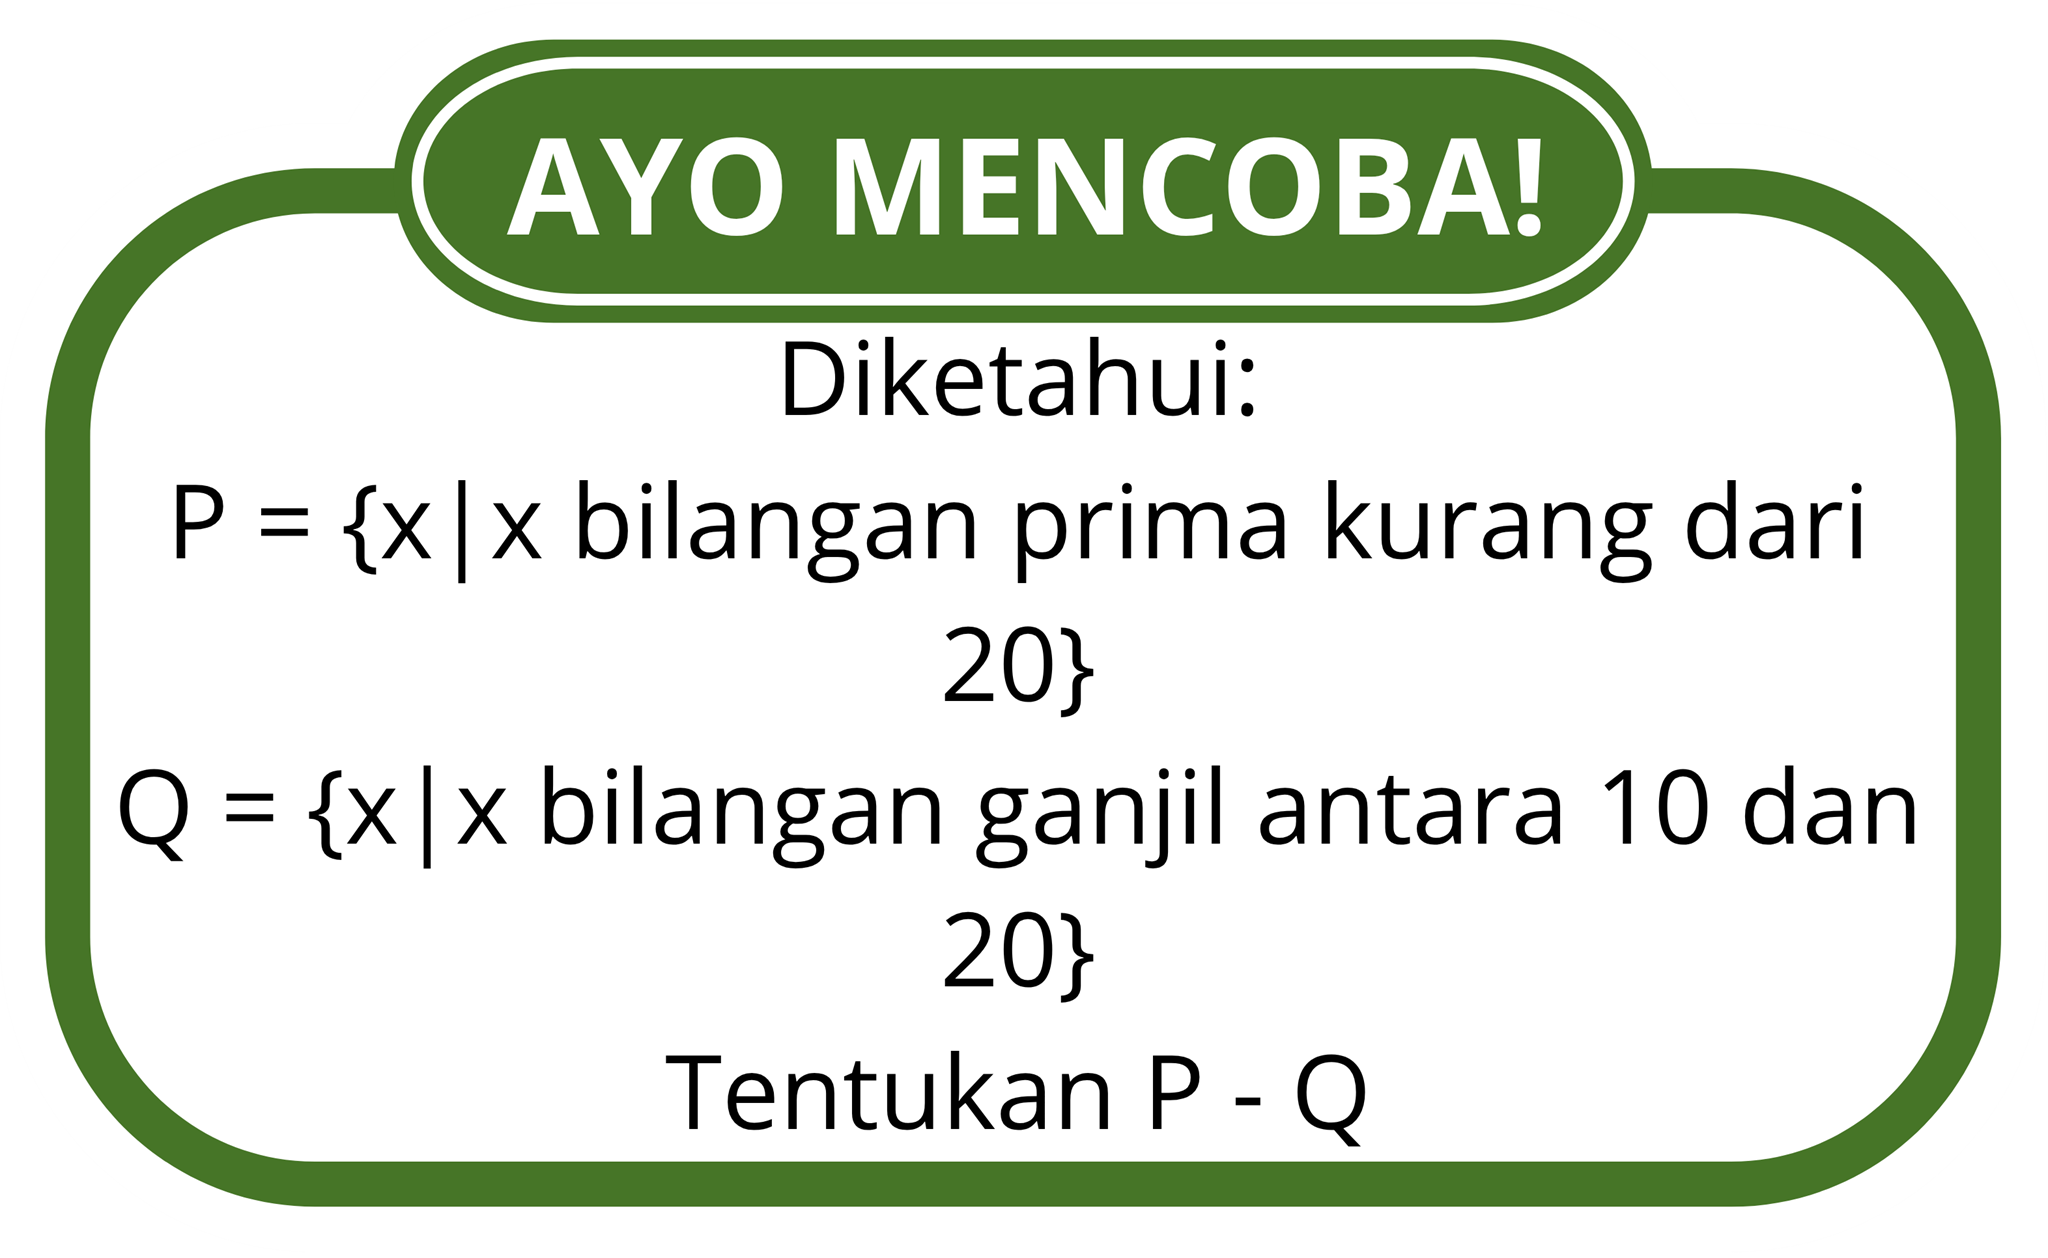 AYO MENCOBA!
Diketahui:
P = {x|x bilangan prima kurang dari
20}
Q = {x|x bilangan ganjil antara 10 dan
20}
Tentukan P - Q